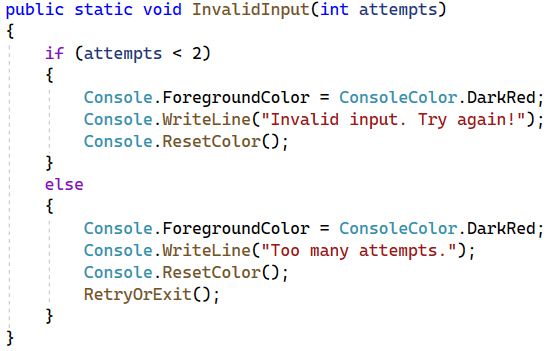 public static void InvalidInput(int attempts)
{
    if (attempts < 2)
    {
        Console.ForegroundColor = ConsoleColor.DarkRed;
        Console.WriteLine("Invalid input. Try again!");
        Console.ResetColor();
    }
    else
    {
        Console.ForegroundColor = ConsoleColor.DarkRed;
        Console.WriteLine("Too many attempts.");
        Console.ResetColor();
        RetryOrExit();
    }
}